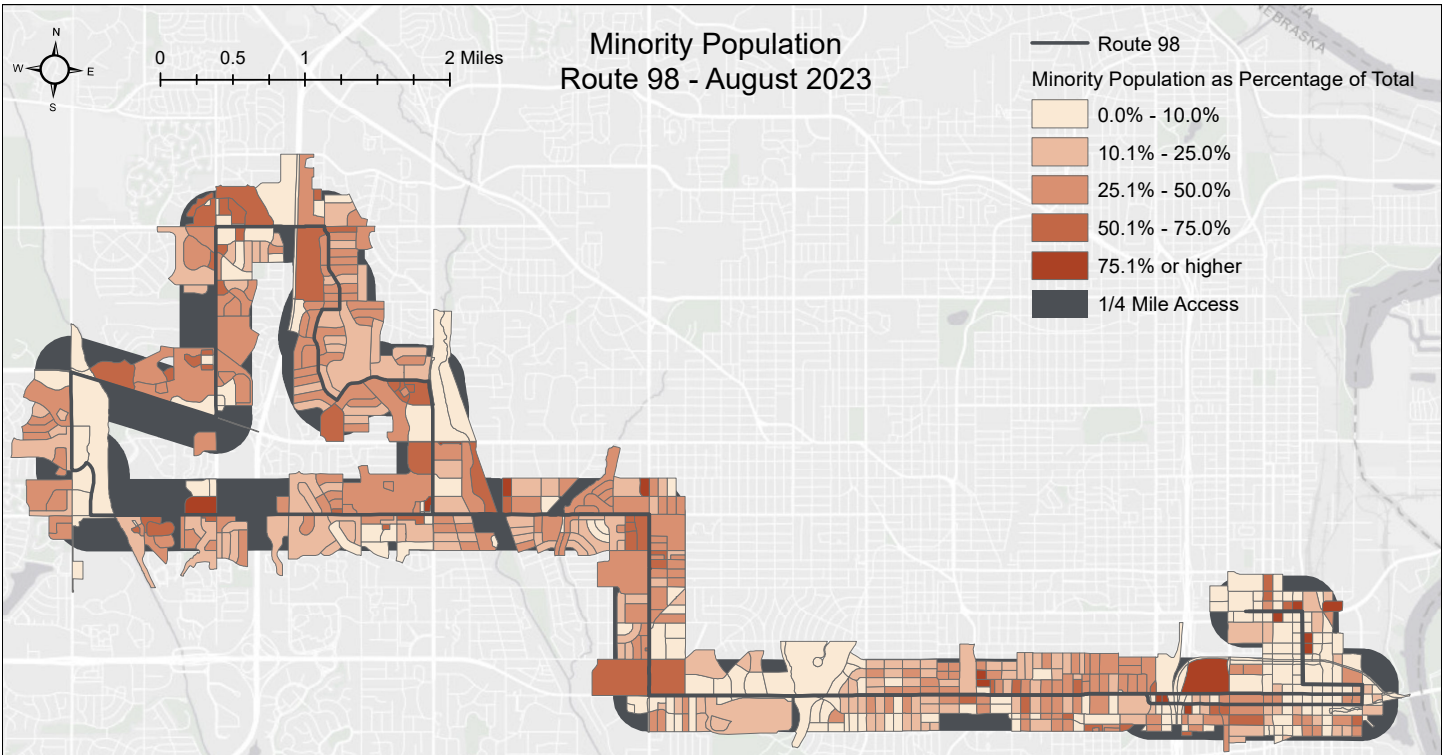 N
W E
S
0 0.5 1 2 Miles
Minority Population
Route 98 - August 2023
Route 98
Minority Population as Percentage of Total
0.0% - 10.0%
10.1% - 25.0%
25.1% - 50.0%
50.1% - 75.0%
75.1% or higher
1/4 Mile Access
NEBRASKA